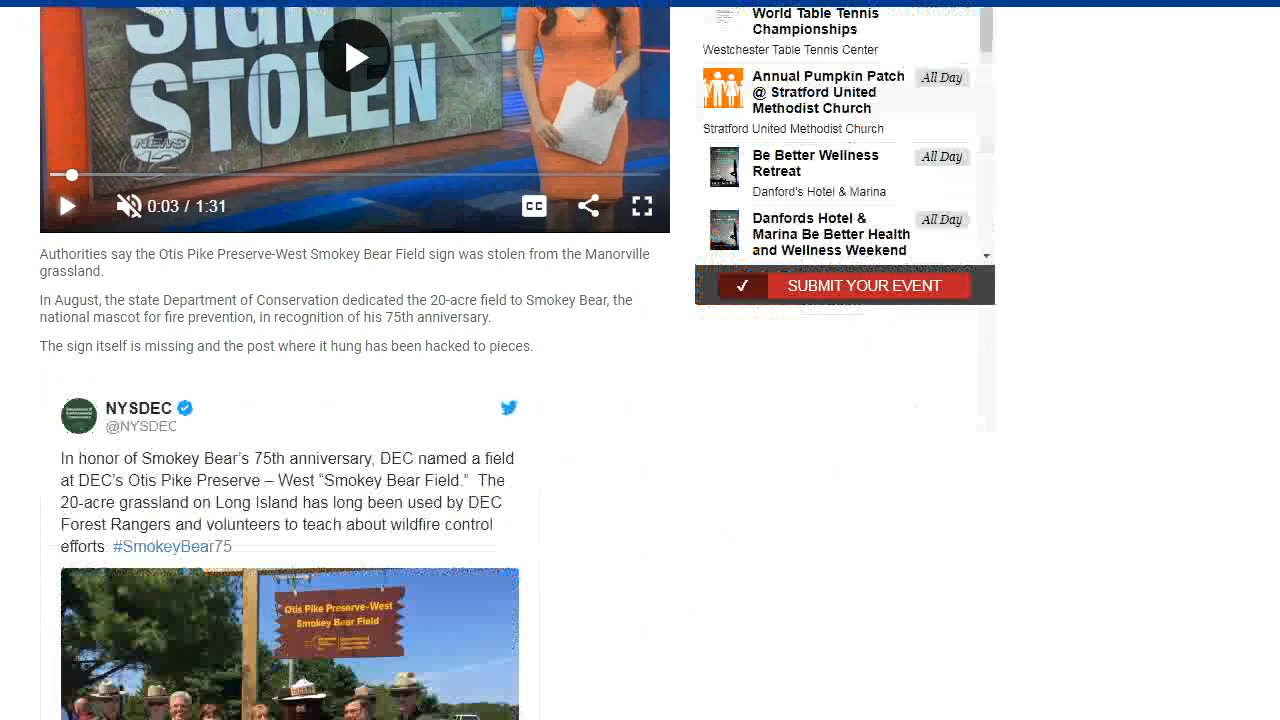 SIGN
STOLEN
NEWS
12
0:03 / 1:31
CC
Authorities say the Otis Pike Preserve-West Smokey Bear Field sign was stolen from the Manorville
grassland.
In August, the state Department of Conservation dedicated the 20-acre field to Smokey Bear, the
national mascot for fire prevention, in recognition of his 75th anniversary.
The sign itself is missing and the post where it hung has been hacked to pieces.
NYSDEC
@NYSDEC
In honor of Smokey Bear’s 75th anniversary, DEC named a field
at DEC’s Otis Pike Preserve – West “Smokey Bear Field.”  The
20-acre grassland on Long Island has long been used by DEC
Forest Rangers and volunteers to teach about wildfire control
efforts. #SmokeyBear75
Otis Pike Preserve-West
Smokey Bear Field
World Table Tennis
Championships
Westchester Table Tennis Center
Annual Pumpkin Patch
@ Stratford United
Methodist Church
All Day
Stratford United Methodist Church
Be Better Wellness
Retreat
All Day
Danford's Hotel & Marina
Danfords Hotel &
Marina Be Better Health
and Wellness Weekend
All Day
SUBMIT YOUR EVENT